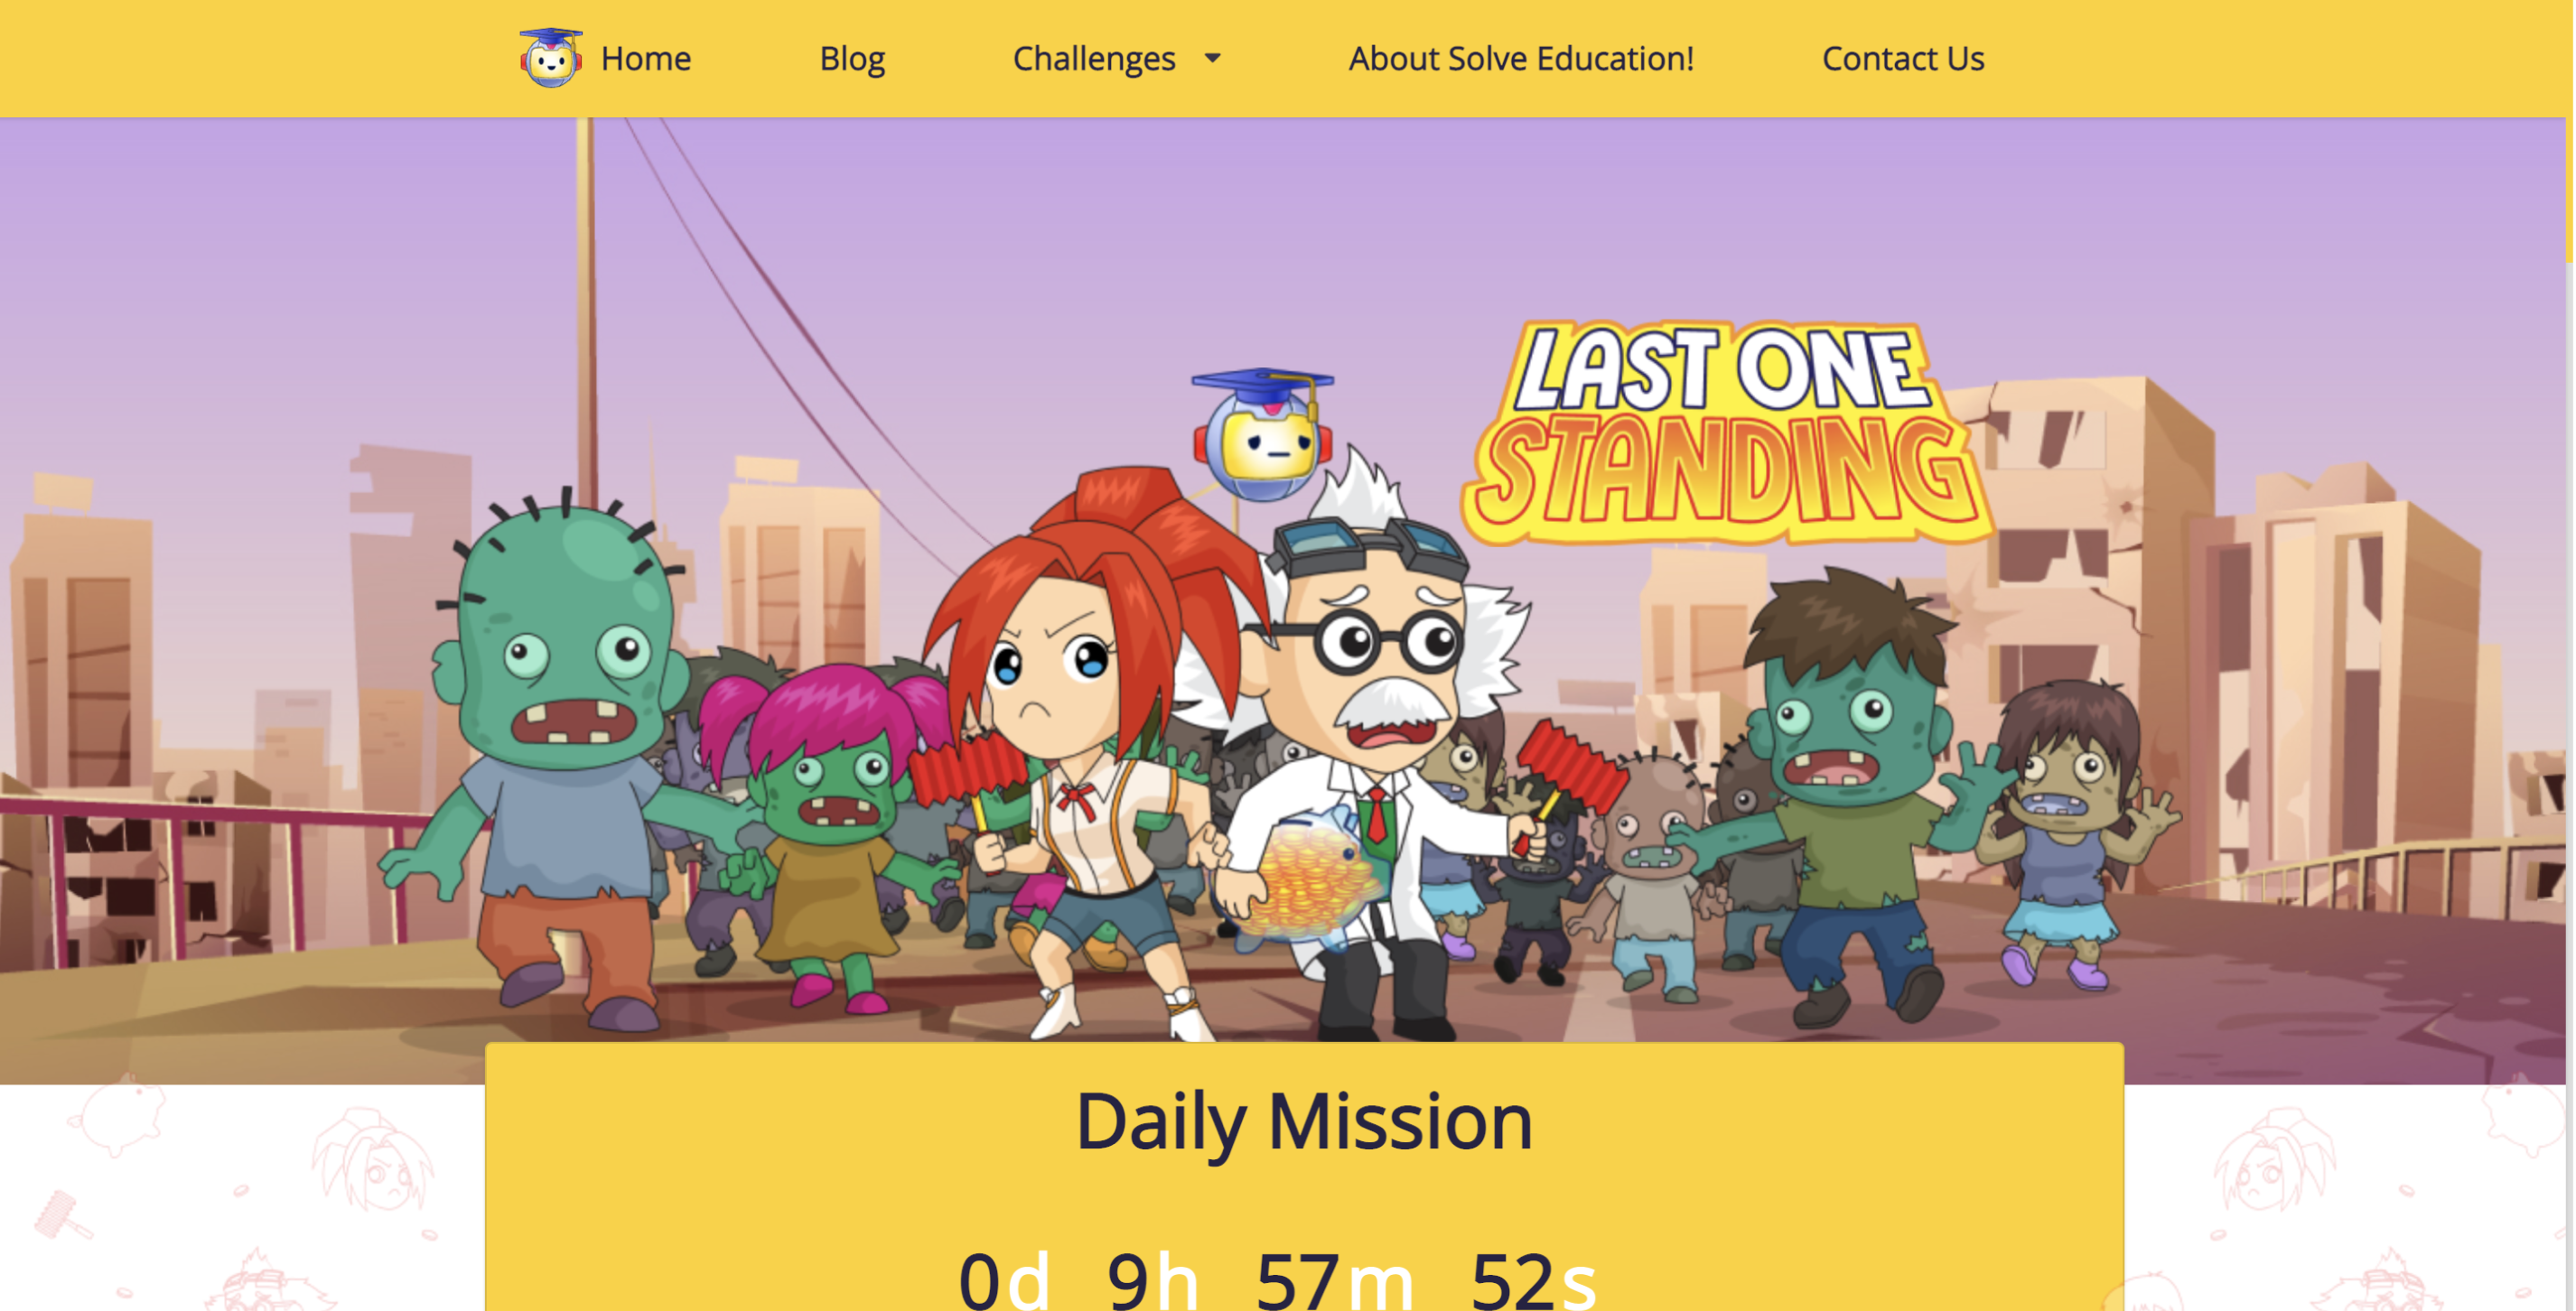 Home Blog Challenges About Solve Education! Contact Us
LAST ONE
STANDING
Daily Mission
0d 9h 57m 52s